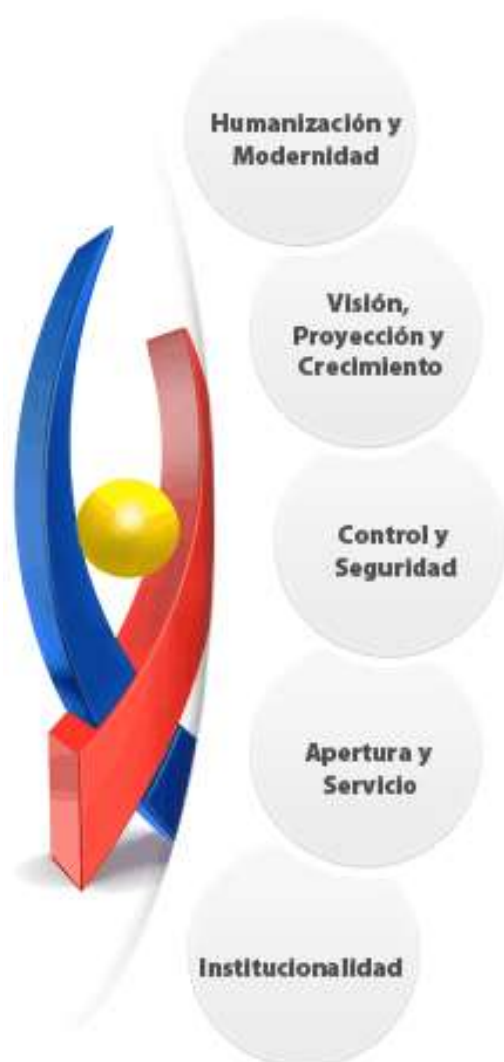 Humanización y
Modernidad
Visión,
Proyección y
Crecimiento
Control y
Seguridad
Apertura y
Servicio
Institucionalidad